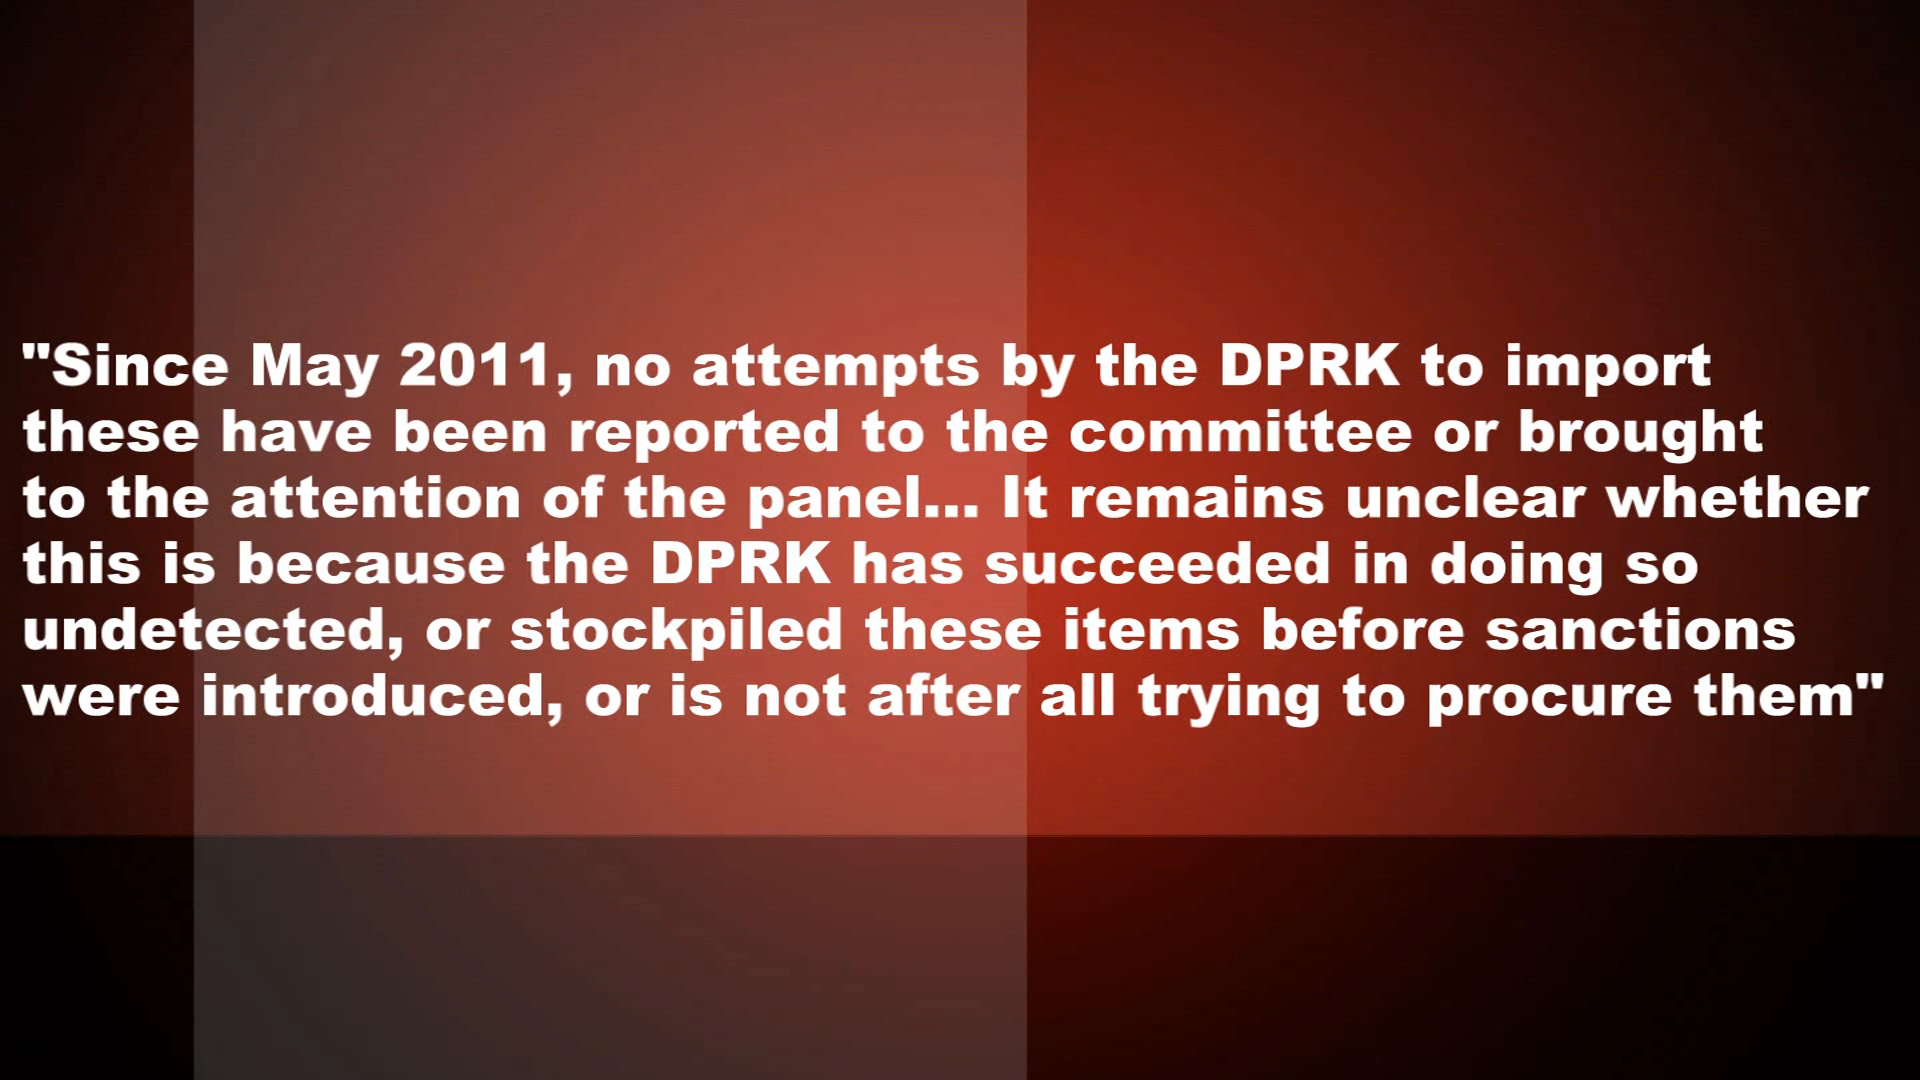 "Since May 2011, no attempts by the DPRK to import
these have been reported to the committee or brought
to the attention of the panel... It remains unclear whether
this is because the DPRK has succeeded in doing so
undetected, or stockpiled these items before sanctions
were introduced, or is not after all trying to procure them"